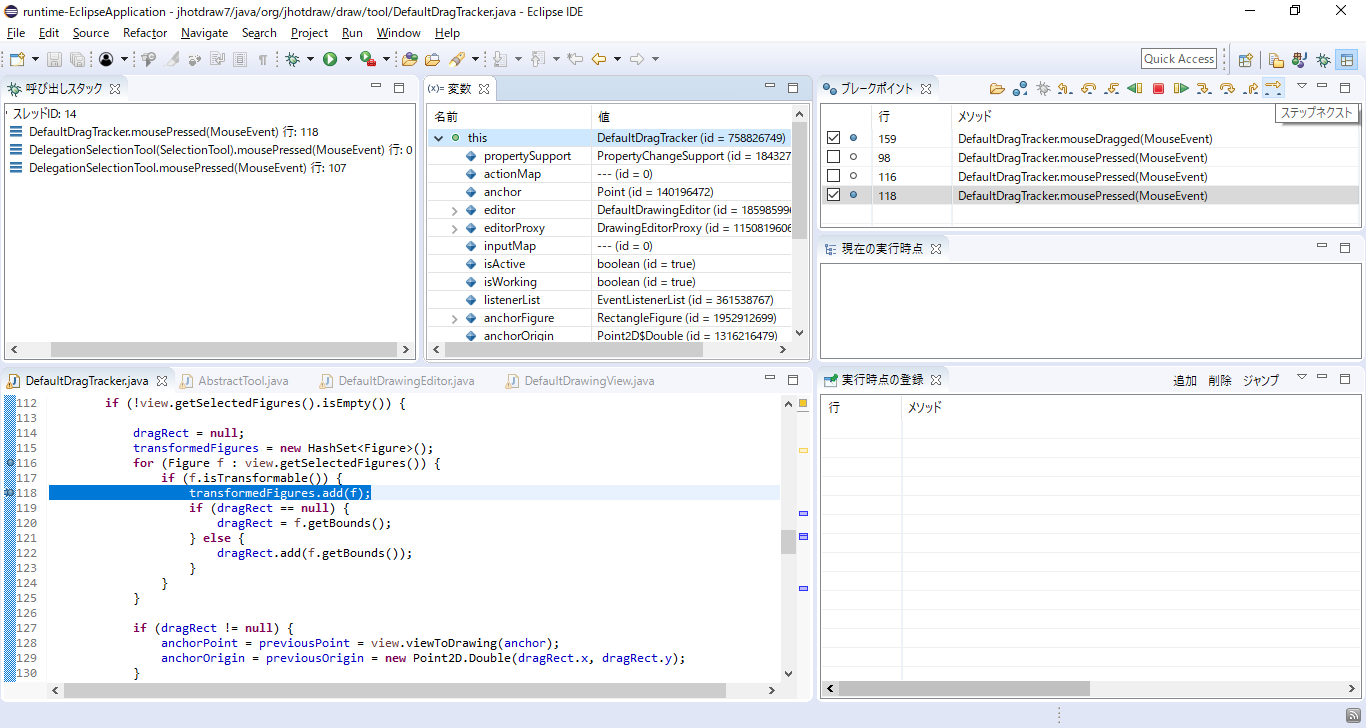 runtime-EclipseApplication - jhotdraw7/java/org/jhotdraw/draw/tool/DefaultDragTracker.java - Eclipse IDE
File Edit Source Refactor Navigate Search Project Run Window Help
Quick Access
呼び出しスタック
スレッドID: 14
DefaultDragTracker.mousePressed(MouseEvent) 行: 118
DelegationSelectionTool(SelectionTool).mousePressed(MouseEvent) 行: 0
DelegationSelectionTool.mousePressed(MouseEvent) 行: 107
(x)= 変数
名前 値
this DefaultDragTracker (id = 758826749)
propertySupport PropertyChangeSupport (id = 184327
actionMap --- (id = 0)
anchor Point (id = 140196472)
editor DefaultDrawingEditor (id = 185985996
editorProxy DrawingEditorProxy (id = 1150819606
inputMap --- (id = 0)
isActive boolean (id = true)
isWorking boolean (id = true)
listenerList EventListenerList (id = 361538767)
anchorFigure RectangleFigure (id = 1952912699)
anchorOrigin Point2D$Double (id = 1316216479)
ブレークポイント
ステップネクスト
行 メソッド
159 DefaultDragTracker.mouseDragged(MouseEvent)
98 DefaultDragTracker.mousePressed(MouseEvent)
116 DefaultDragTracker.mousePressed(MouseEvent)
118 DefaultDragTracker.mousePressed(MouseEvent)
現在の実行時点
DefaultDragTracker.java AbstractTool.java DefaultDrawingEditor.java DefaultDrawingView.java
112 if (!view.getSelectedFigures().isEmpty()) {
113
114 dragRect = null;
115 transformedFigures = new HashSet<Figure>();
116 for (Figure f : view.getSelectedFigures()) {
117 if (f.isTransformable()) {
118 transformedFigures.add(f);
119 if (dragRect == null) {
120 dragRect = f.getBounds();
121 } else {
122 dragRect.add(f.getBounds());
123 }
124 }
125 }
126
127 if (dragRect != null) {
128 anchorPoint = previousPoint = view.viewToDrawing(anchor);
129 anchorOrigin = previousOrigin = new Point2D.Double(dragRect.x, dragRect.y);
130 }
実行時点の登録 追加 削除 ジャンプ
行 メソッド